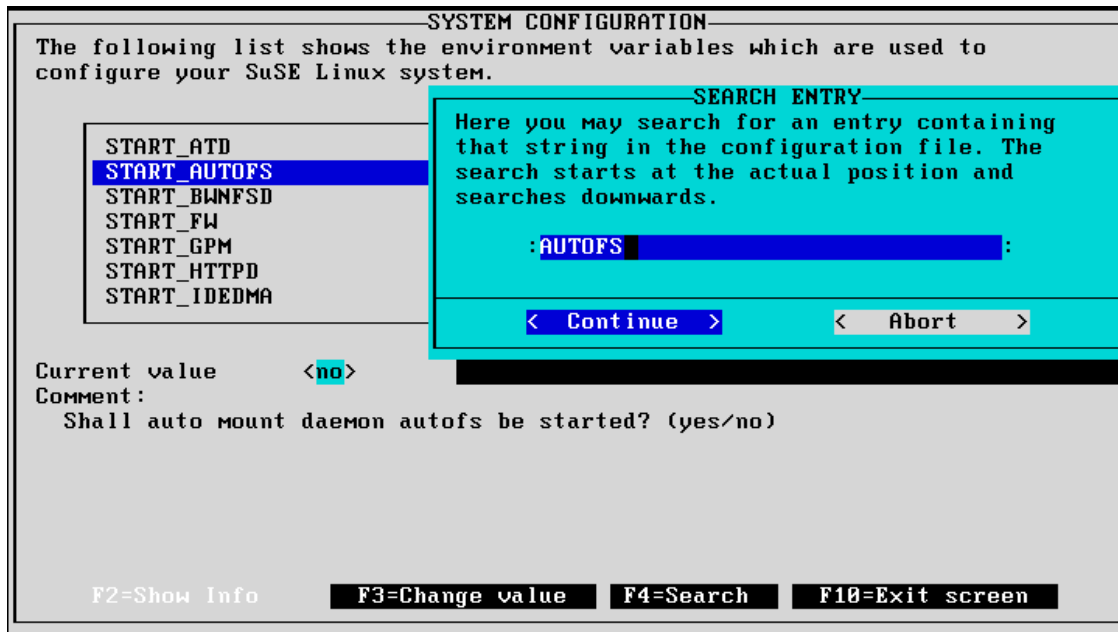 SYSTEM CONFIGURATION
The following list shows the environment variables which are used to
configure your SuSE Linux system.
SEARCH ENTRY
Here you may search for an entry containing
that string in the configuration file. The
search starts at the actual position and
searches downwards.
:AUTOFS :
< Continue > < Abort >
START_ATD
START_AUTOFS
START_BWNFSD
START_FW
START_GPM
START_HTTPD
START_IDEDMA
Current value <no>
Comment:
Shall auto mount daemon autofs be started? (yes/no)
F2=Show Info F3=Change value F4=Search F10=Exit screen